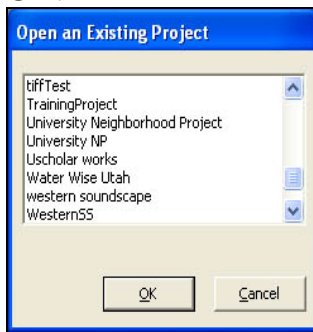 Open an Existing Project
tiffTest
TrainingProject
University Neighborhood Project
University NP
Uscholar works
Water Wise Utah
western soundscape
WesternSS
OK
Cancel